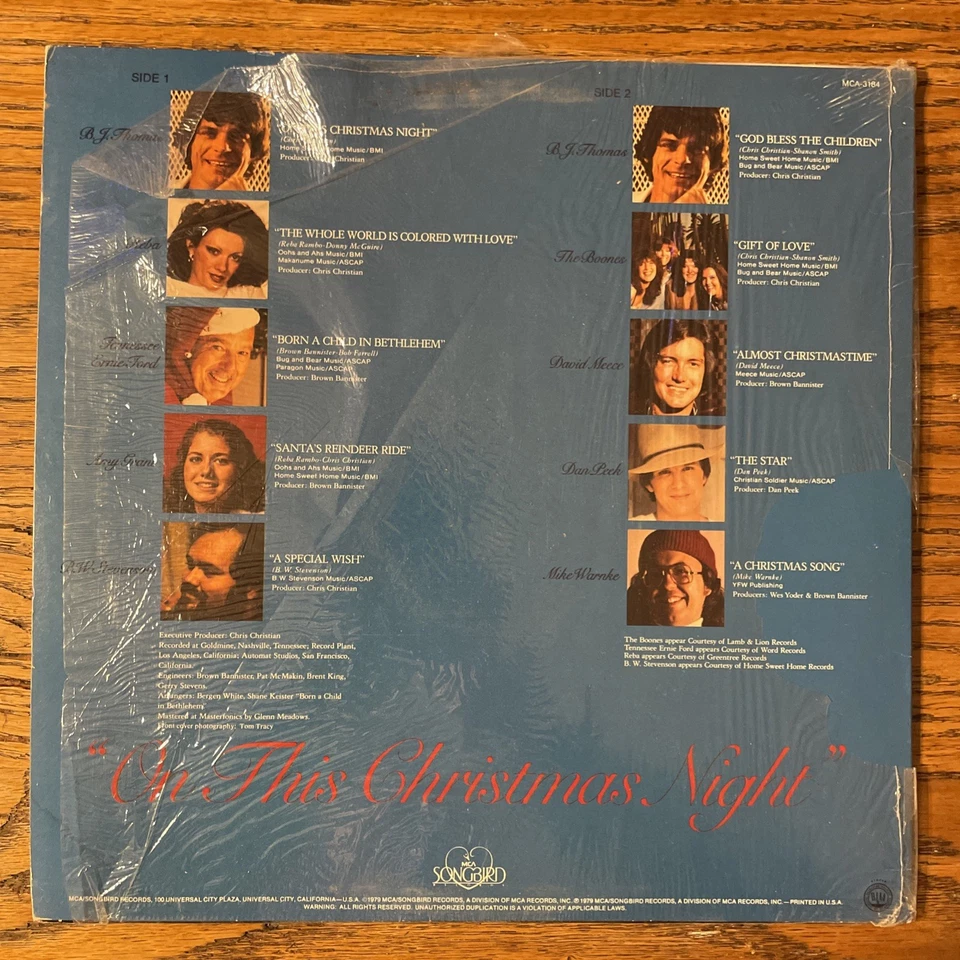 SIDE 1
B.J. Thomas
CHRISTMAS NIGHT"
Producer: Chris Christian
Reba
"THE WHOLE WORLD IS COLORED WITH LOVE"
(Reba Rambo-Donny McGuire)
Oohs and Ahs Music/BMI
Makanume Music/ASCAP
Producer: Chris Christian
Tennessee
Ernie Ford
"BORN A CHILD IN BETHLEHEM"
(Brown Bannister-Bob Farrell)
Bug and Bear Music/ASCAP
Paragon Music/ASCAP
Producer: Brown Bannister
Amy Grant
"SANTA'S REINDEER RIDE"
(Reba Rambo-Chris Christian)
Oohs and Ahs Music/BMI
Home Sweet Home Music/BMI
Producer: Brown Bannister
B.W. Stevenson
"A SPECIAL WISH"
(B. W. Stevenson)
B.W. Stevenson Music/ASCAP
Producer: Chris Christian
Executive Producer: Chris Christian
Recorded at Goldmine, Nashville, Tennessee; Record Plant,
Los Angeles, California; Automat Studios, San Francisco,
California.
Engineers: Brown Bannister, Pat McMakin, Brent King,
Gerry Stevens.
Arrangers: Bergen White, Shane Keister "Born a Child
in Bethlehem"
Mastered at Masterfonics by Glenn Meadows.
Front cover photography: Tom Tracy
SIDE 2
MCA-3184
B.J. Thomas
"GOD BLESS THE CHILDREN"
(Chris Christian-Shanon Smith)
Home Sweet Home Music/BMI
Bug and Bear Music/ASCAP
Producer: Chris Christian
The Boones
"GIFT OF LOVE"
(Chris Christian-Shanon Smith)
Home Sweet Home Music/BMI
Bug and Bear Music/ASCAP
Producer: Chris Christian
David Meece
"ALMOST CHRISTMASTIME"
(David Meece)
Meece Music/ASCAP
Producer: Brown Bannister
Dan Peek
"THE STAR"
(Dan Peek)
Christian Soldier Music/ASCAP
Producer: Dan Peek
Mike Warnke
"A CHRISTMAS SONG"
(Mike Warnke)
YFW Publishing
Producers: Wes Yoder & Brown Bannister
The Boones appear Courtesy of Lamb & Lion Records
Tennessee Ernie Ford appears Courtesy of Word Records
Reba appears Courtesy of Greentree Records
B. W. Stevenson appears Courtesy of Home Sweet Home Records
"On This Christmas Night"
MCA
SONGBIRD
MCA/SONGBIRD RECORDS, 100 UNIVERSAL CITY PLAZA, UNIVERSAL CITY, CALIFORNIA—U.S.A. ©1979 MCA/SONGBIRD RECORDS, A DIVISION OF MCA RECORDS, INC. ℗ 1979 MCA/SONGBIRD RECORDS, A DIVISION OF MCA RECORDS, INC.—PRINTED IN U.S.A.
WARNING: ALL RIGHTS RESERVED. UNAUTHORIZED DUPLICATION IS A VIOLATION OF APPLICABLE LAWS.